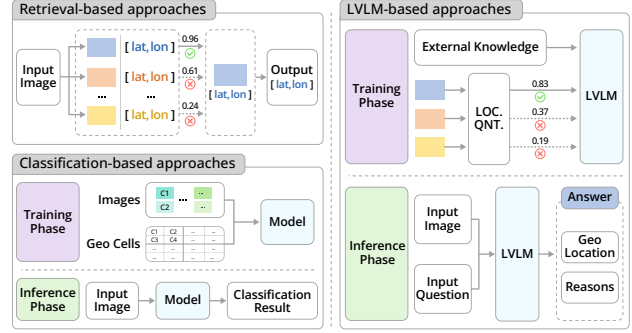 Retrieval-based approaches
Input
Image
[ lat, lon ]
[ lat, lon ]
...
...
[ lat, lon ]
0.96
0.61
0.24
[ lat, lon ]
Output
[ lat, lon ]
Classification-based approaches
Training
Phase
Images
C1
...
..
C2
..
Geo Cells
C1 C2 .. ..
C3 C4 .. ..
.. .. .. ..
.. .. .. ..
Model
Inference
Phase
Input
Image
Model
Classification
Result
LVLM-based approaches
Training
Phase
External Knowledge
LOC.
QNT.
0.83
0.37
0.19
LVLM
Inference
Phase
Input
Image
Input
Question
LVLM
Answer
Geo
Location
Reasons